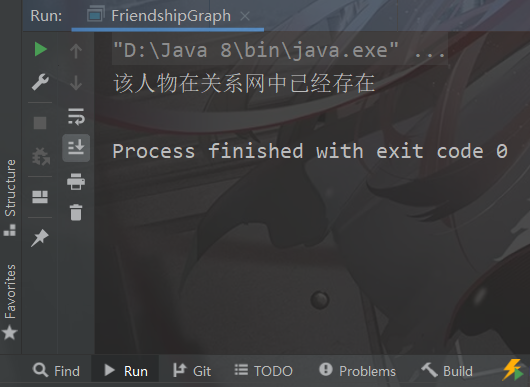 Run: FriendshipGraph
"D:\Java 8\bin\java.exe" ...
该人物在关系网中已经存在
Process finished with exit code 0
Structure
Favorites
Find Run Git TODO Problems Build